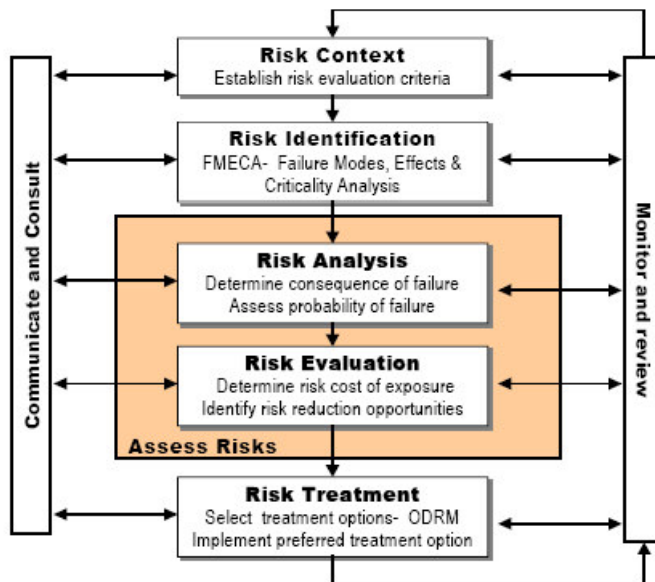 Risk Context
Establish risk evaluation criteria
Risk Identification
FMECA- Failure Modes, Effects &
Criticality Analysis
Risk Analysis
Determine consequence of failure
Assess probability of failure
Risk Evaluation
Determine risk cost of exposure
Identify risk reduction opportunities
Assess Risks
Risk Treatment
Select treatment options- ODRM
Implement preferred treatment option
Communicate and Consult
Monitor and review